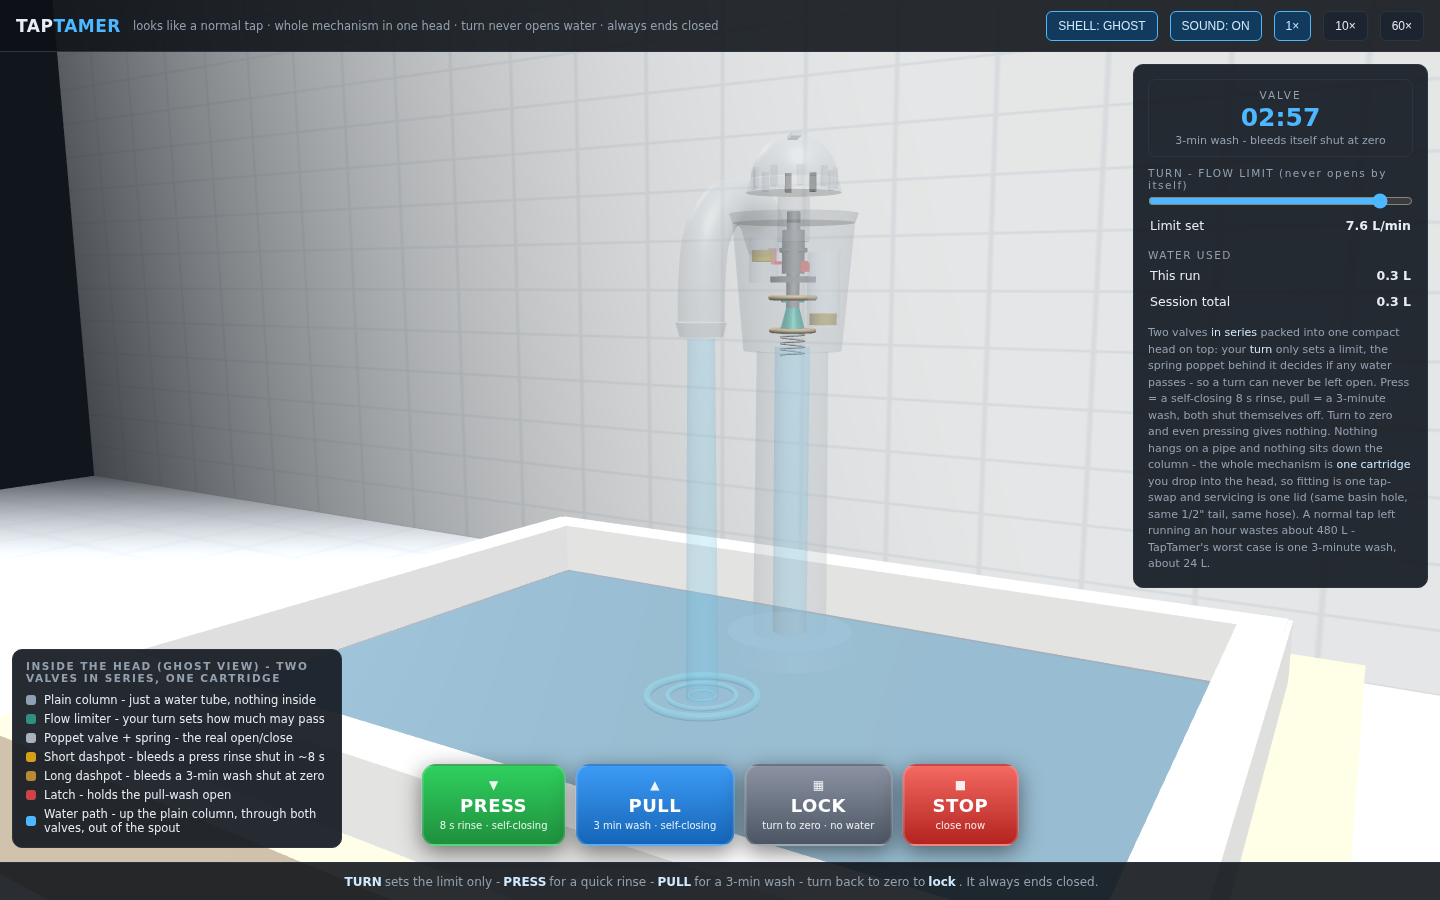 TAPTAMER looks like a normal tap · whole mechanism in one head · turn never opens water · always ends closed
SHELL: GHOST
SOUND: ON
1×
10×
60×
VALVE
02:57
3-min wash - bleeds itself shut at zero
TURN - FLOW LIMIT (never opens by
itself)
Limit set 7.6 L/min
WATER USED
This run 0.3 L
Session total 0.3 L
Two valves in series packed into one compact
head on top: your turn only sets a limit, the
spring poppet behind it decides if any water
passes - so a turn can never be left open. Press
= a self-closing 8 s rinse, pull = a 3-minute
wash, both shut themselves off. Turn to zero
and even pressing gives nothing. Nothing
hangs on a pipe and nothing sits down the
column - the whole mechanism is one cartridge
you drop into the head, so fitting is one tap-
swap and servicing is one lid (same basin hole,
same 1/2" tail, same hose). A normal tap left
running an hour wastes about 480 L -
TapTamer's worst case is one 3-minute wash,
about 24 L.
INSIDE THE HEAD (GHOST VIEW) - TWO
VALVES IN SERIES, ONE CARTRIDGE
Plain column - just a water tube, nothing inside
Flow limiter - your turn sets how much may pass
Poppet valve + spring - the real open/close
Short dashpot - bleeds a press rinse shut in ~8 s
Long dashpot - bleeds a 3-min wash shut at zero
Latch - holds the pull-wash open
Water path - up the plain column, through both
valves, out of the spout
▼
PRESS
8 s rinse · self-closing
▲
PULL
3 min wash · self-closing
▦
LOCK
turn to zero · no water
■
STOP
close now
TURN sets the limit only - PRESS for a quick rinse - PULL for a 3-min wash - turn back to zero to lock . It always ends closed.